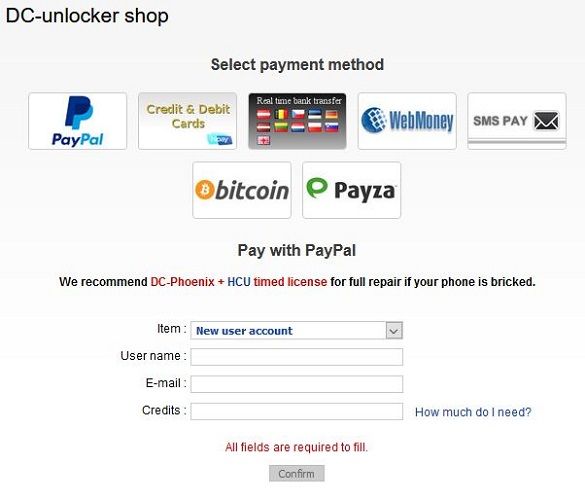 DC-unlocker shop
Select payment method
PayPal
Credit & Debit
Cards
Real time bank transfer
WebMoney
SMS PAY
bitcoin
Payza
Pay with PayPal
We recommend DC-Phoenix + HCU timed license for full repair if your phone is bricked.
Item : New user account
User name :
E-mail :
Credits : How much do I need?
All fields are required to fill.
Confirm